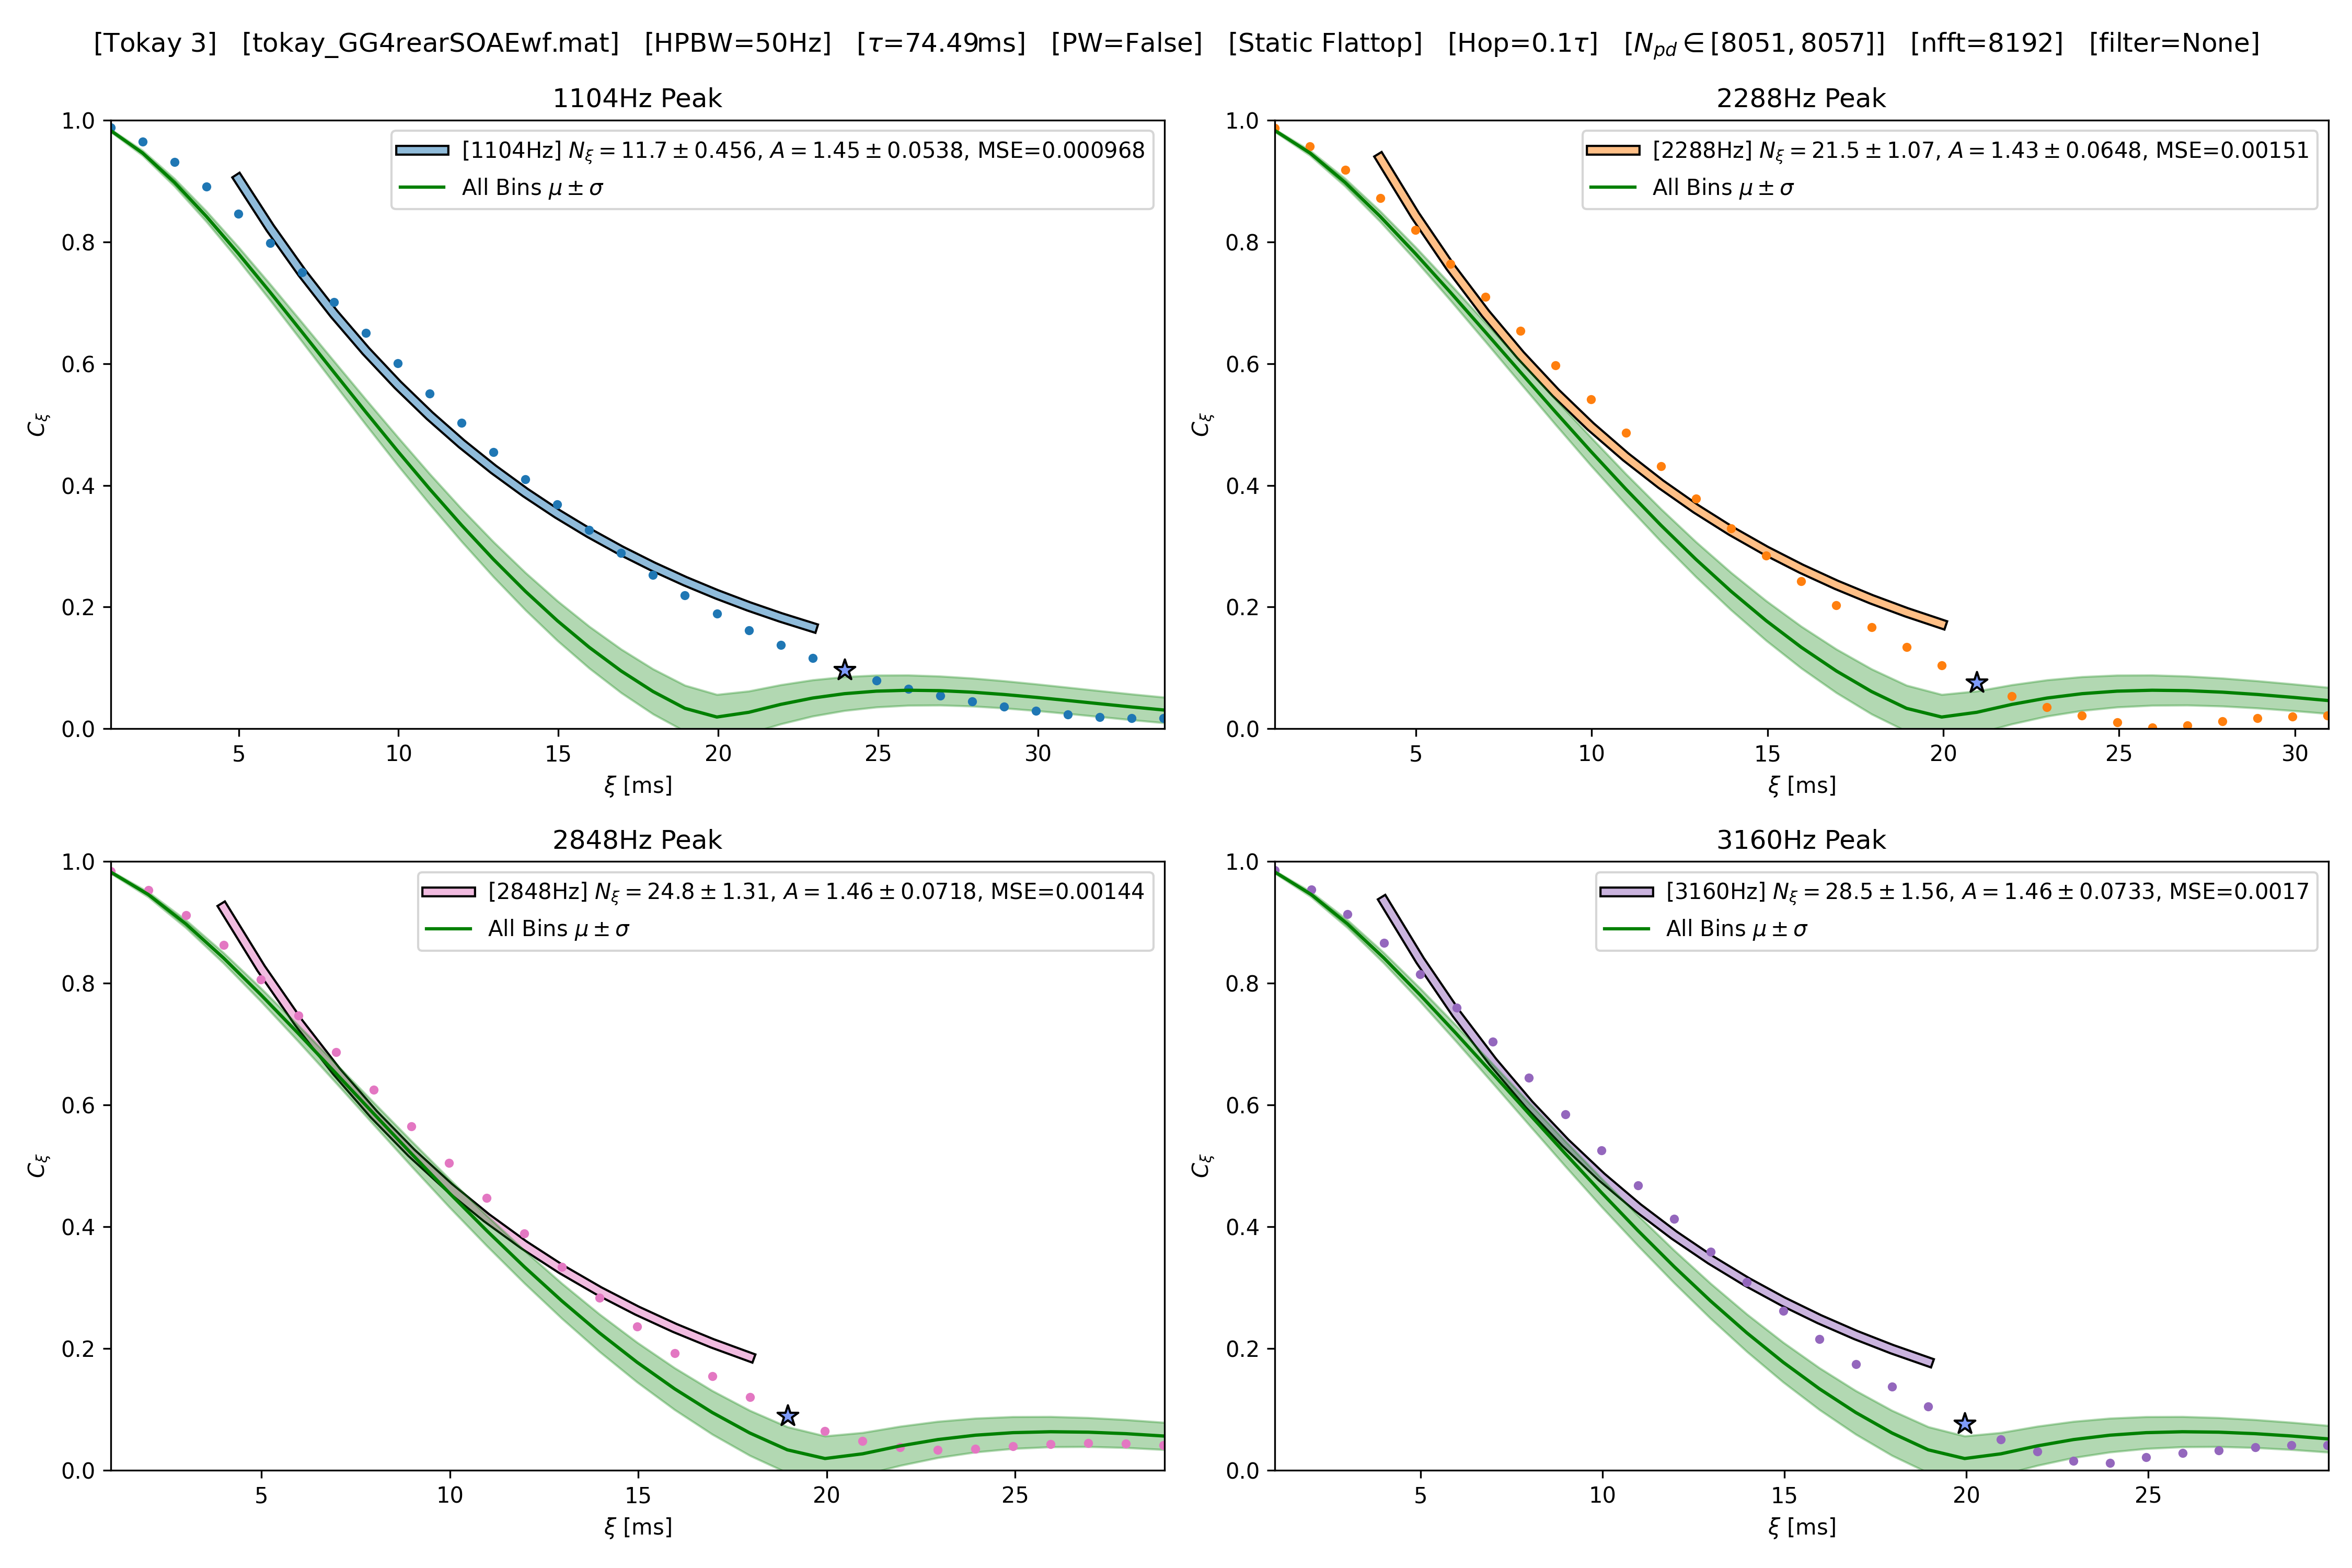 [Tokay 3] [tokay_GG4rearSOAEwf.mat] [HPBW=50Hz] [τ=74.49ms] [PW=False] [Static Flattop] [Hop=0.1τ] [N_pd ∈ [8051, 8057]] [nfft=8192] [filter=None]
1104Hz Peak
[1104Hz] N_ξ = 11.7 ± 0.456, A = 1.45 ± 0.0538, MSE=0.000968
All Bins μ ± σ
1.0
0.8
0.6
0.4
0.2
0.0
C_ξ
5 10 15 20 25 30
ξ [ms]
2288Hz Peak
[2288Hz] N_ξ = 21.5 ± 1.07, A = 1.43 ± 0.0648, MSE=0.00151
All Bins μ ± σ
1.0
0.8
0.6
0.4
0.2
0.0
C_ξ
5 10 15 20 25 30
ξ [ms]
2848Hz Peak
[2848Hz] N_ξ = 24.8 ± 1.31, A = 1.46 ± 0.0718, MSE=0.00144
All Bins μ ± σ
1.0
0.8
0.6
0.4
0.2
0.0
C_ξ
5 10 15 20 25
ξ [ms]
3160Hz Peak
[3160Hz] N_ξ = 28.5 ± 1.56, A = 1.46 ± 0.0733, MSE=0.0017
All Bins μ ± σ
1.0
0.8
0.6
0.4
0.2
0.0
C_ξ
5 10 15 20 25
ξ [ms]